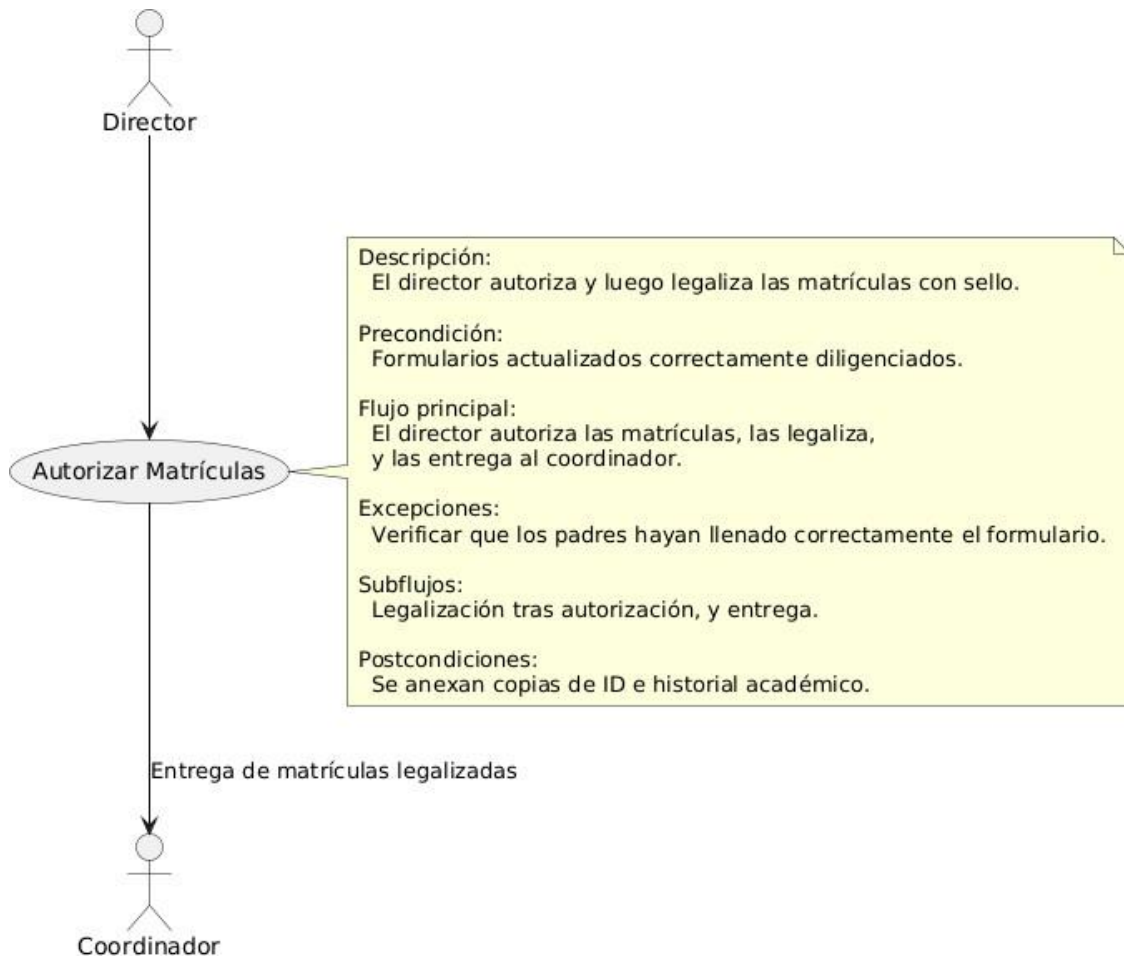 Director
Descripción:
El director autoriza y luego legaliza las matrículas con sello.
Precondición:
Formularios actualizados correctamente diligenciados.
Flujo principal:
El director autoriza las matrículas, las legaliza,
y las entrega al coordinador.
Autorizar Matrículas
Excepciones:
Verificar que los padres hayan llenado correctamente el formulario.
Subflujos:
Legalización tras autorización, y entrega.
Postcondiciones:
Se anexan copias de ID e historial académico.
Entrega de matrículas legalizadas
Coordinador